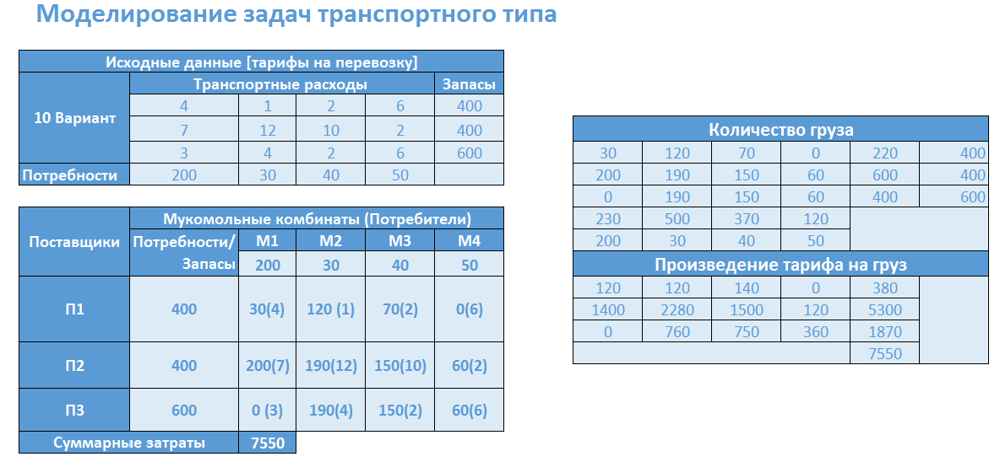 Моделирование задач транспортного типа
Исходные данные [тарифы на перевозку]
10 Вариант Транспортные расходы Запасы
4 1 2 6 400
7 12 10 2 400
3 4 2 6 600
Потребности 200 30 40 50
Поставщики Потребности/ Запасы Мукомольные комбинаты (Потребители)
М1 М2 М3 М4
200 30 40 50
П1 400 30(4) 120 (1) 70(2) 0(6)
П2 400 200(7) 190(12) 150(10) 60(2)
П3 600 0 (3) 190(4) 150(2) 60(6)
Суммарные затраты 7550
Количество груза
30 120 70 0 220 400
200 190 150 60 600 400
0 190 150 60 400 600
230 500 370 120
200 30 40 50
Произведение тарифа на груз
120 120 140 0 380
1400 2280 1500 120 5300
0 760 750 360 1870
7550